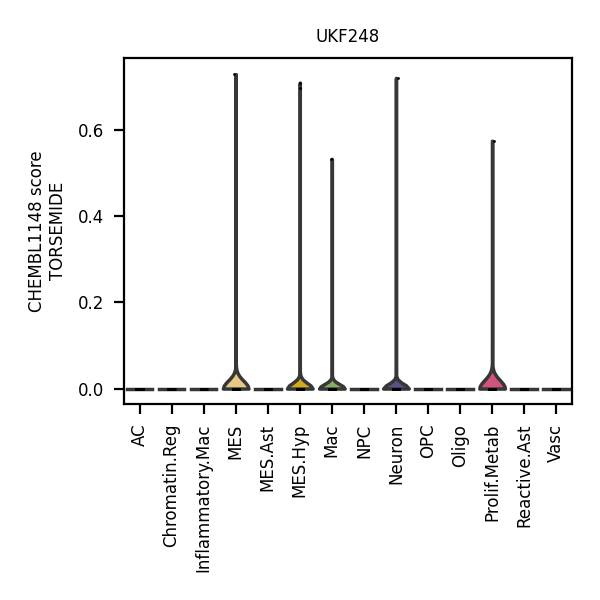 UKF248
CHEMBL1148 score
TORSEMIDE
0.6
0.4
0.2
0.0
AC
Chromatin.Reg
Inflammatory.Mac
MES
MES.Ast
MES.Hyp
Mac
NPC
Neuron
OPC
Oligo
Prolif.Metab
Reactive.Ast
Vasc